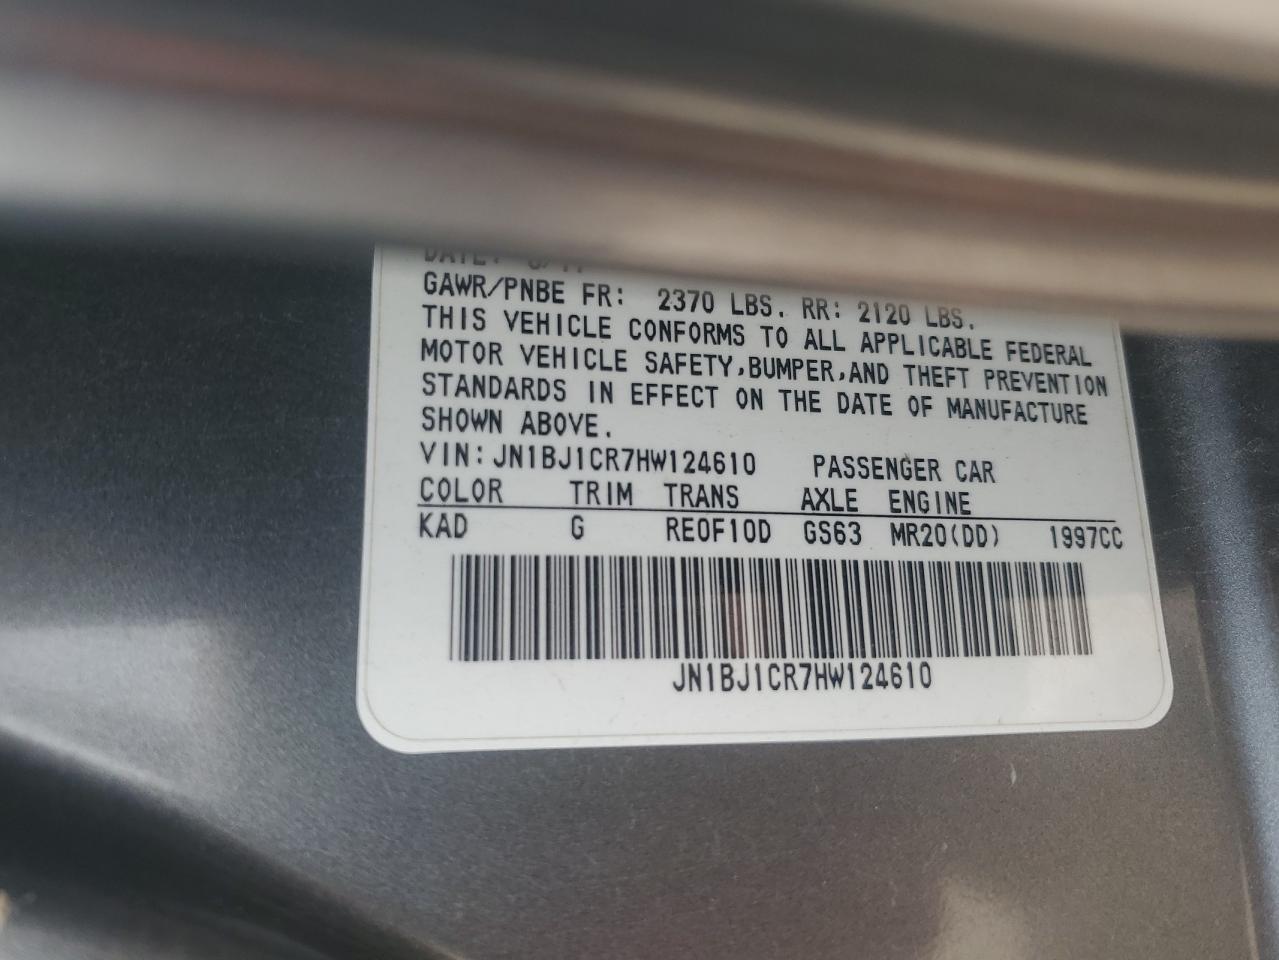 GAWR/PNBE FR: 2370 LBS. RR: 2120 LBS.
THIS VEHICLE CONFORMS TO ALL APPLICABLE FEDERAL
MOTOR VEHICLE SAFETY,BUMPER,AND THEFT PREVENTION
STANDARDS IN EFFECT ON THE DATE OF MANUFACTURE
SHOWN ABOVE.
VIN:JN1BJ1CR7HW124610 PASSENGER CAR
COLOR TRIM TRANS AXLE ENGINE
KAD G RE0F10D GS63 MR20(DD) 1997CC
JN1BJ1CR7HW124610